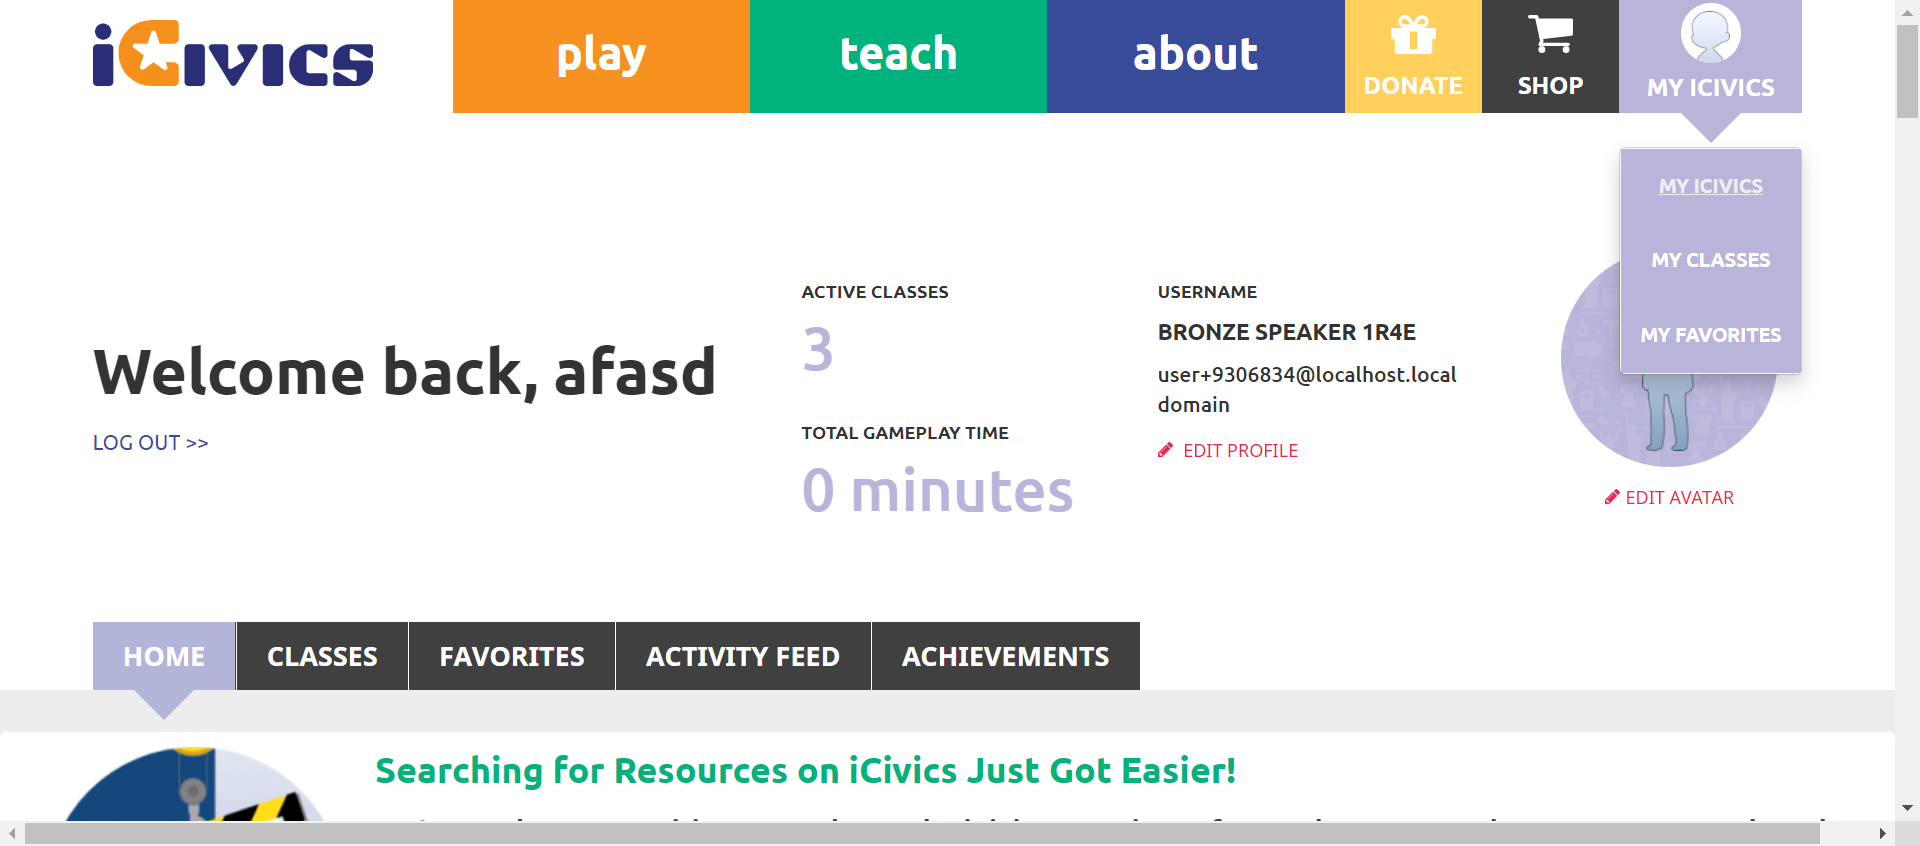 iCivics
play
teach
about
DONATE
SHOP
MY ICIVICS
MY ICIVICS
MY CLASSES
MY FAVORITES
Welcome back, afasd
LOG OUT >>
ACTIVE CLASSES
3
TOTAL GAMEPLAY TIME
0 minutes
USERNAME
BRONZE SPEAKER 1R4E
user+9306834@localhost.local
domain
EDIT PROFILE
EDIT AVATAR
HOME
CLASSES
FAVORITES
ACTIVITY FEED
ACHIEVEMENTS
Searching for Resources on iCivics Just Got Easier!